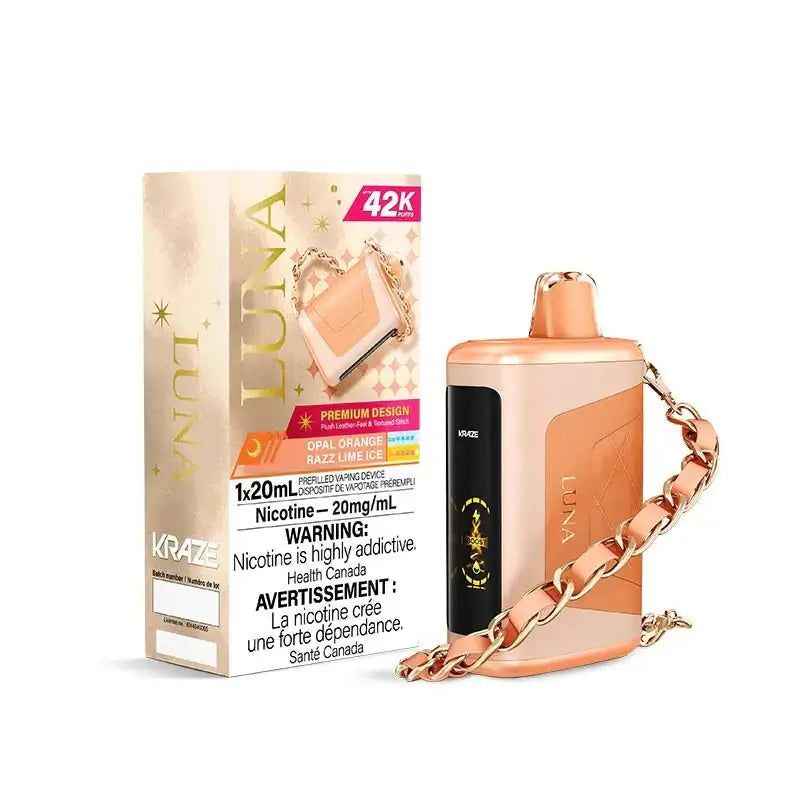 LUNA
KRAZE
Batch number / Numéro de lot
LUNA
UP TO
42K
PUFFS
PREMIUM DESIGN
Plush Leather-Feel & Textured Stitch
OPAL ORANGE
RAZZ LIME ICE
1x20mL
PREFILLED VAPING DEVICE
DISPOSITIF DE VAPOTAGE PRÉREMPLI
Nicotine – 20mg/mL
WARNING:
Nicotine is highly addictive.
Health Canada
AVERTISSEMENT :
La nicotine crée
une forte dépendance.
Santé Canada
KRAZE
BOOST
LUNA